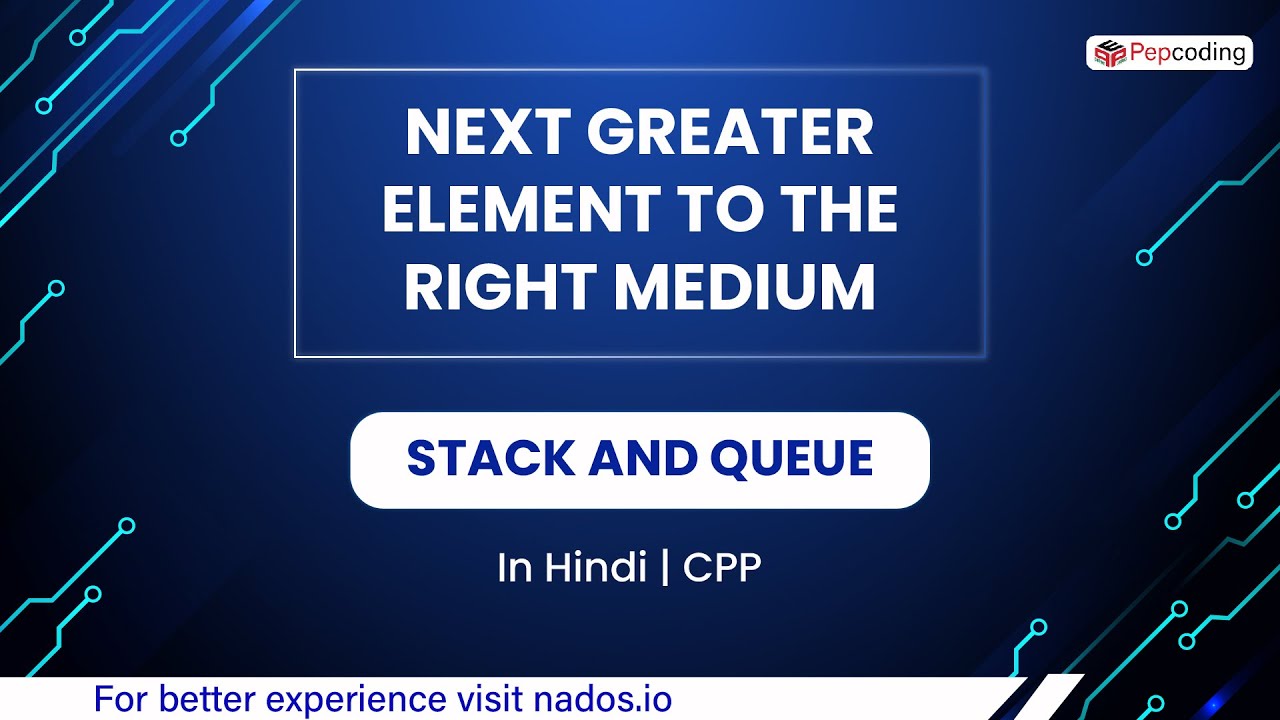 Pepcoding
NEXT GREATER
ELEMENT TO THE
RIGHT MEDIUM
STACK AND QUEUE
In Hindi | CPP
For better experience visit nados.io